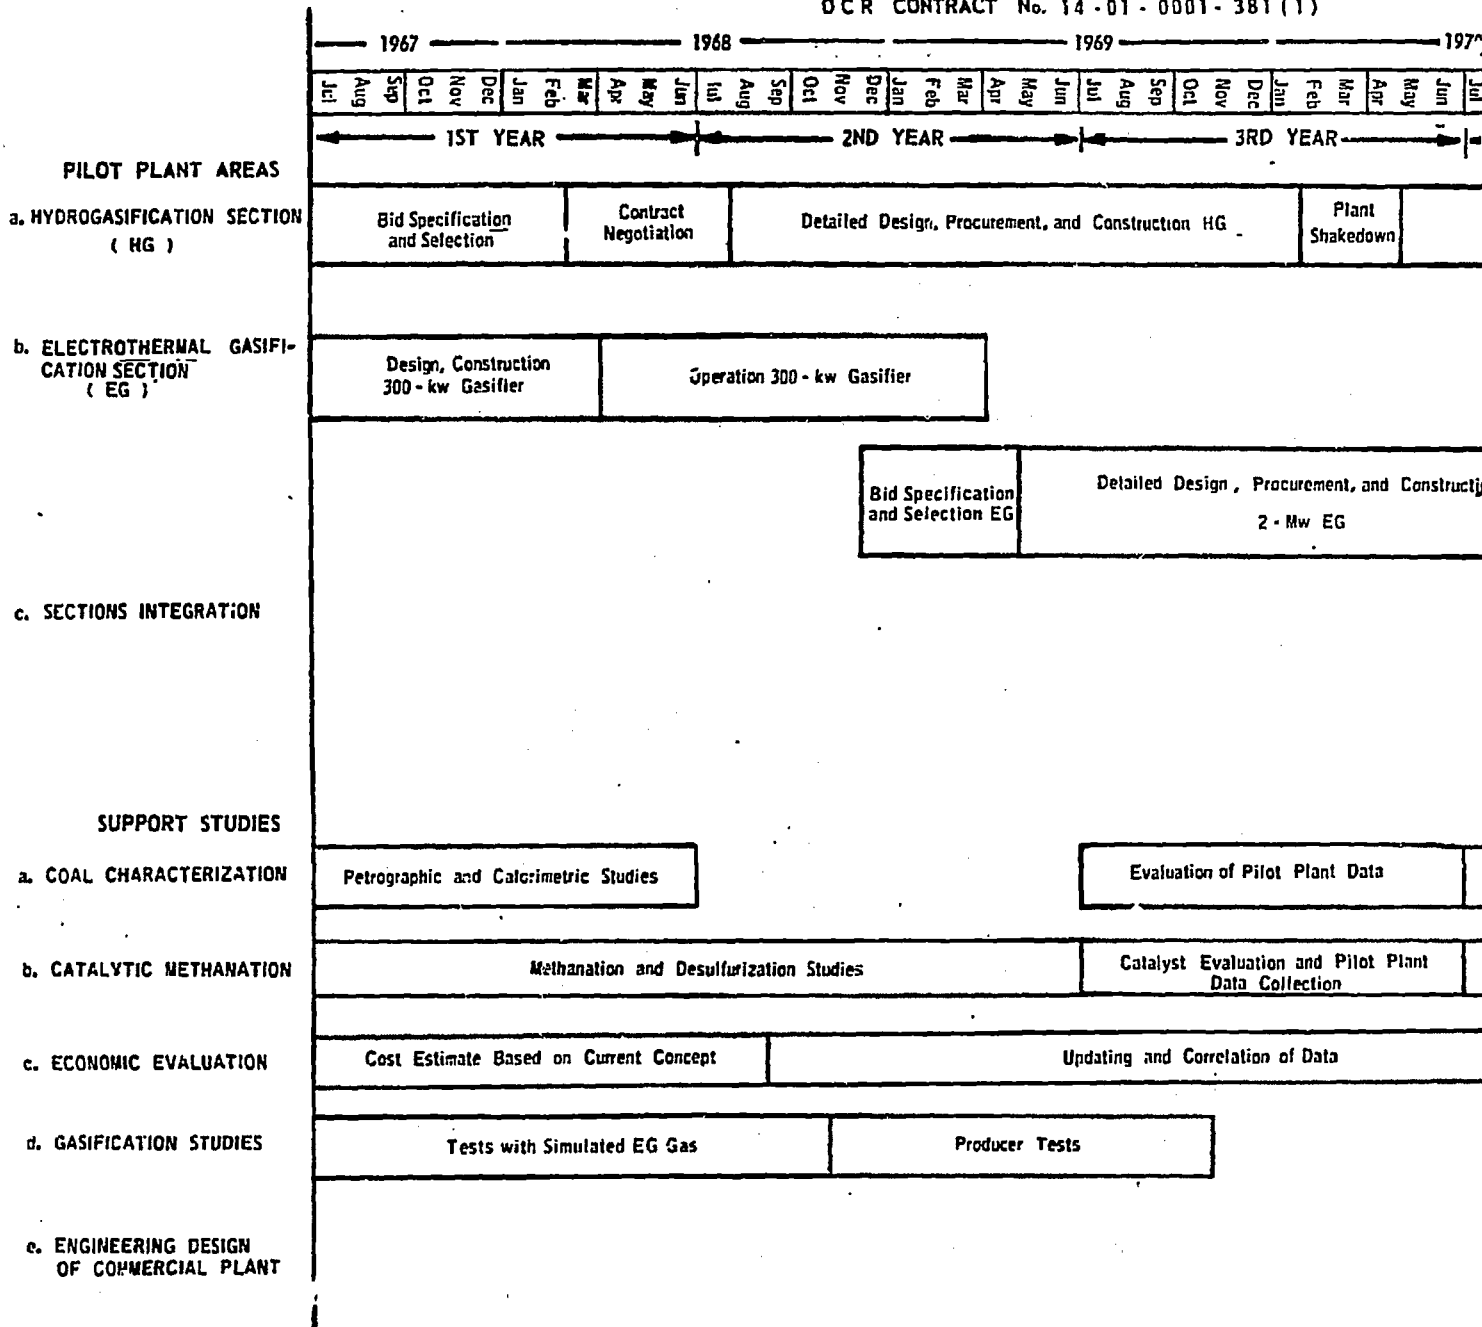 OCR CONTRACT No. 14-01-0001-381(1)
1967 1968 1969
Jul Aug Sep Oct Nov Dec Jan Feb Mar Apr May Jun Jul Aug Sep Oct Nov Dec Jan Feb Mar Apr May Jun Jul Aug Sep Oct Nov Dec Jan Feb Mar Apr May Jun Jul
1ST YEAR 2ND YEAR 3RD YEAR
PILOT PLANT AREAS
a. HYDROGASIFICATION SECTION
( HG )
Bid Specification
and Selection
Contract
Negotiation
Detailed Design, Procurement, and Construction HG
Plant
Shakedown
b. ELECTROTHERMAL GASIFI-
CATION SECTION
( EG )
Design, Construction
300-kw Gasifier
Operation 300-kw Gasifier
Bid Specification
and Selection EG
Detailed Design, Procurement, and Constructi
2-Mw EG
c. SECTIONS INTEGRATION
SUPPORT STUDIES
a. COAL CHARACTERIZATION
Petrographic and Calorimetric Studies
Evaluation of Pilot Plant Data
b. CATALYTIC METHANATION
Methanation and Desulfurization Studies
Catalyst Evaluation and Pilot Plant
Data Collection
c. ECONOMIC EVALUATION
Cost Estimate Based on Current Concept
Updating and Correlation of Data
d. GASIFICATION STUDIES
Tests with Simulated EG Gas
Producer Tests
e. ENGINEERING DESIGN
OF COMMERCIAL PLANT